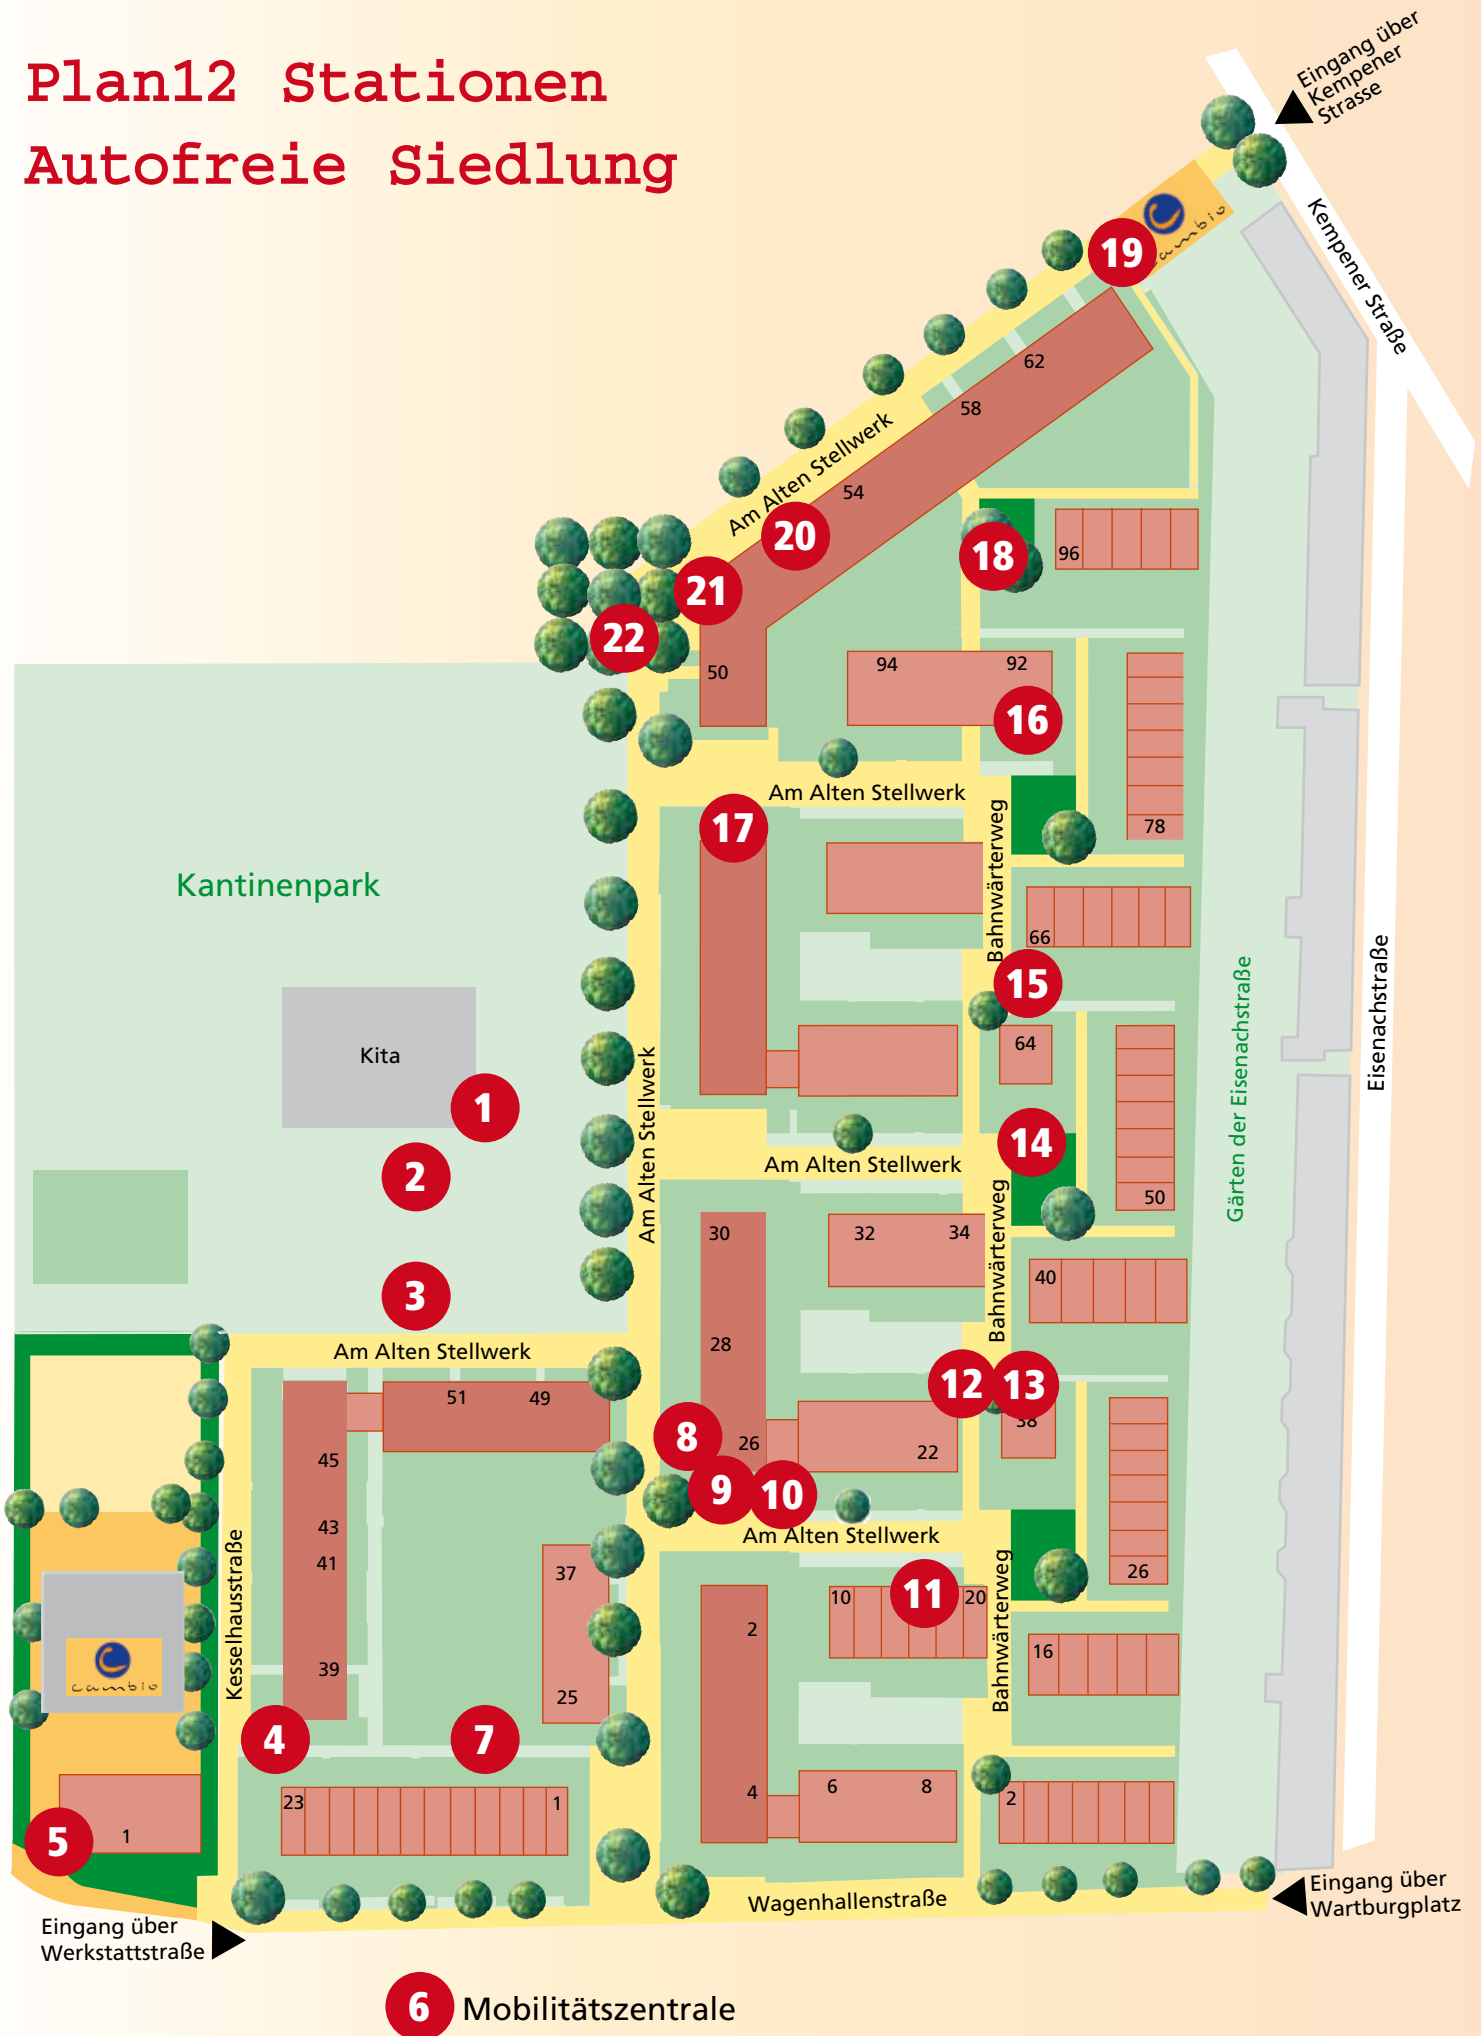 Plan12 Stationen
Autofreie Siedlung
Eingang über
Kempener
Strasse
Kempener Straße
cambio
19
62
58
Am Alten Stellwerk
54
20
18
96
21
22
50
94
92
16
Am Alten Stellwerk
17
78
Bahnwärterweg
Kantinenpark
66
15
Eisenachstraße
Gärten der Eisenachstraße
Kita
64
1
Am Alten Stellwerk
14
2
Am Alten Stellwerk
50
Bahnwärterweg
30
32
34
40
3
28
Am Alten Stellwerk
51
49
12
13
38
8
26
22
45
9
10
43
Am Alten Stellwerk
41
37
Kesselhausstraße
11
10
20
26
Bahnwärterweg
2
16
cambio
39
25
4
7
4
6
8
23
1
2
5
1
Wagenhallenstraße
Eingang über
Wartburgplatz
Eingang über
Werkstattstraße
6 Mobilitätszentrale